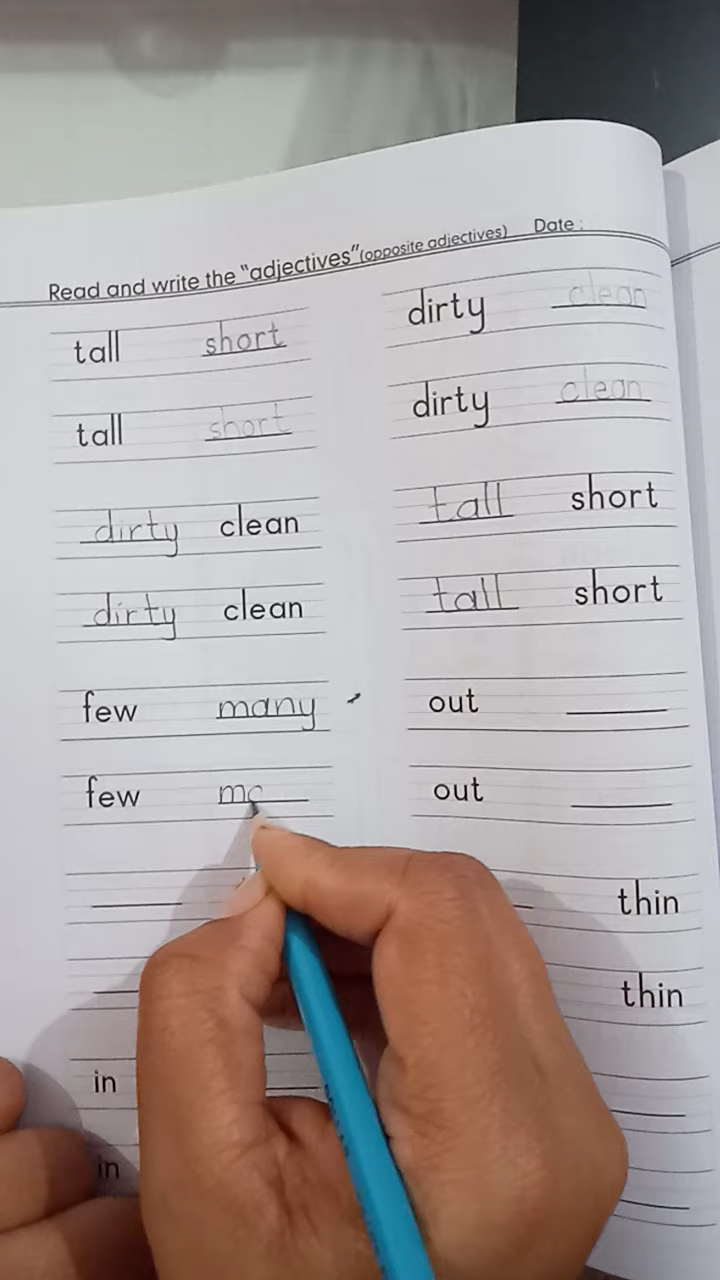 Read and write the "adjectives"(opposite adjectives) Date :
tall short dirty clean
tall short dirty clean
dirty clean tall short
dirty clean tall short
few many out
few out
thin
thin
in
in